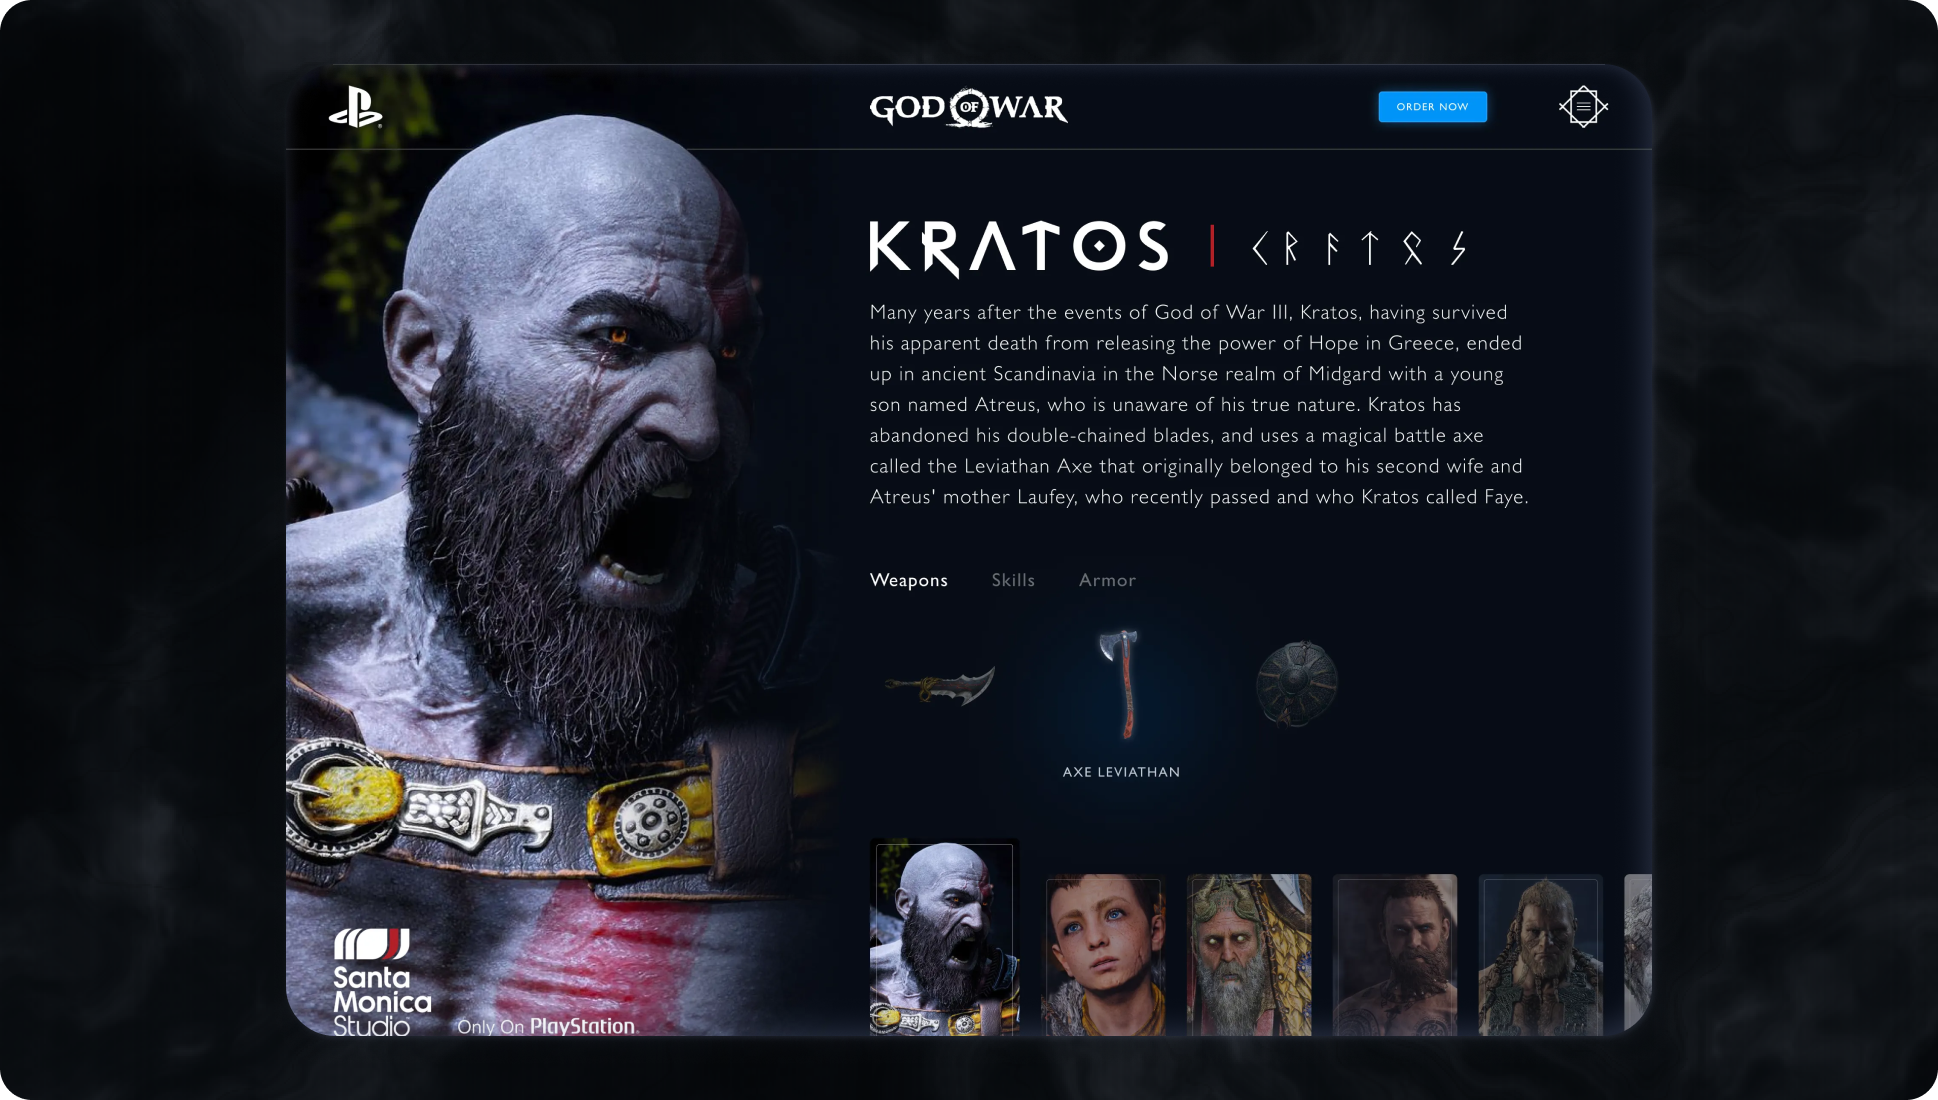 GOD OF WAR
ORDER NOW
KRATOS | ᚲ ᚱ ᚨ ᛏ ᛟ ᛊ
Many years after the events of God of War III, Kratos, having survived
his apparent death from releasing the power of Hope in Greece, ended
up in ancient Scandinavia in the Norse realm of Midgard with a young
son named Atreus, who is unaware of his true nature. Kratos has
abandoned his double-chained blades, and uses a magical battle axe
called the Leviathan Axe that originally belonged to his second wife and
Atreus' mother Laufey, who recently passed and who Kratos called Faye.
Weapons Skills Armor
AXE LEVIATHAN
Santa
Monica
Studio
Only On PlayStation